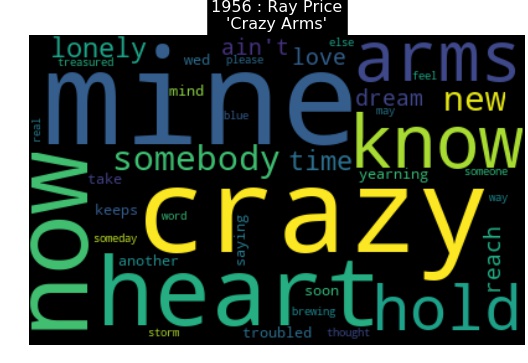 1956 : Ray Price
'Crazy Arms'
lonely
treasured
wed
ain't
please
else
love
arms
mine
mind
blue
feel
dream
new
may
real
know
somebody
time
yearning
someone
now
take
keeps
word
crazy
way
someday
saying
another
reach
heart
soon
hold
brewing
storm
troubled
thought